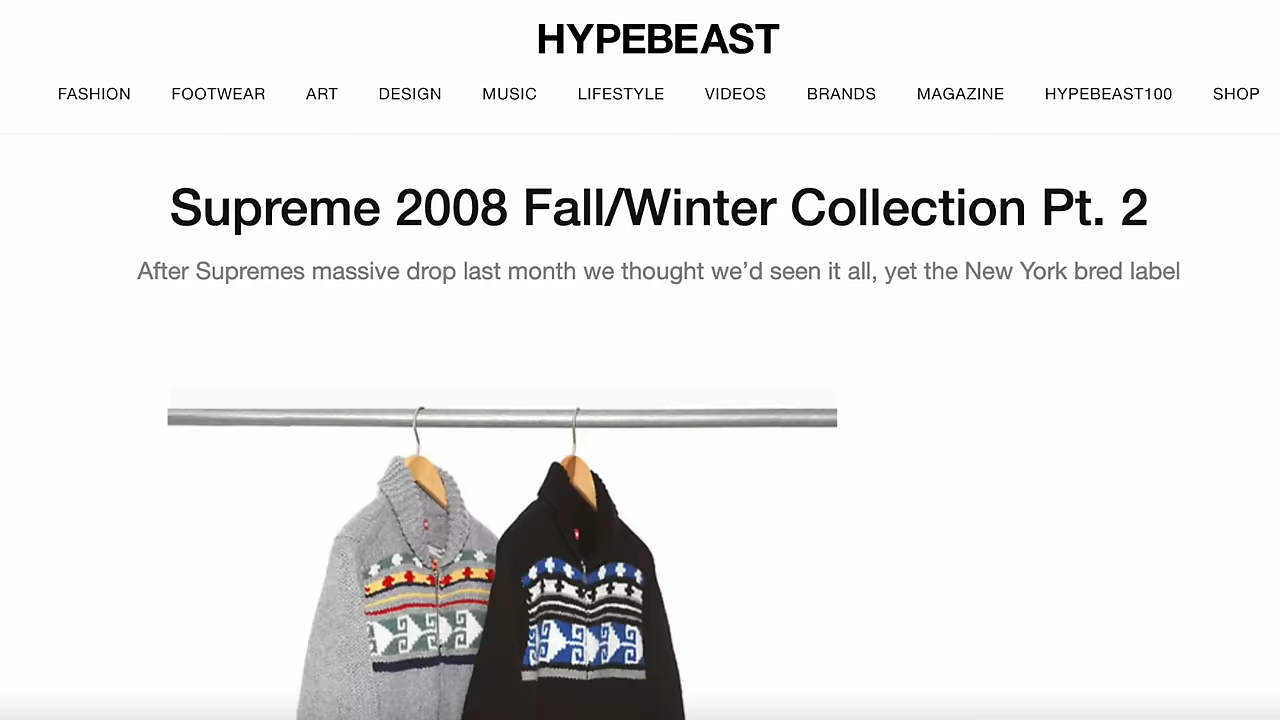 HYPEBEAST
FASHION FOOTWEAR ART DESIGN MUSIC LIFESTYLE VIDEOS BRANDS MAGAZINE HYPEBEAST100 SHOP
Supreme 2008 Fall/Winter Collection Pt. 2
After Supremes massive drop last month we thought we’d seen it all, yet the New York bred label